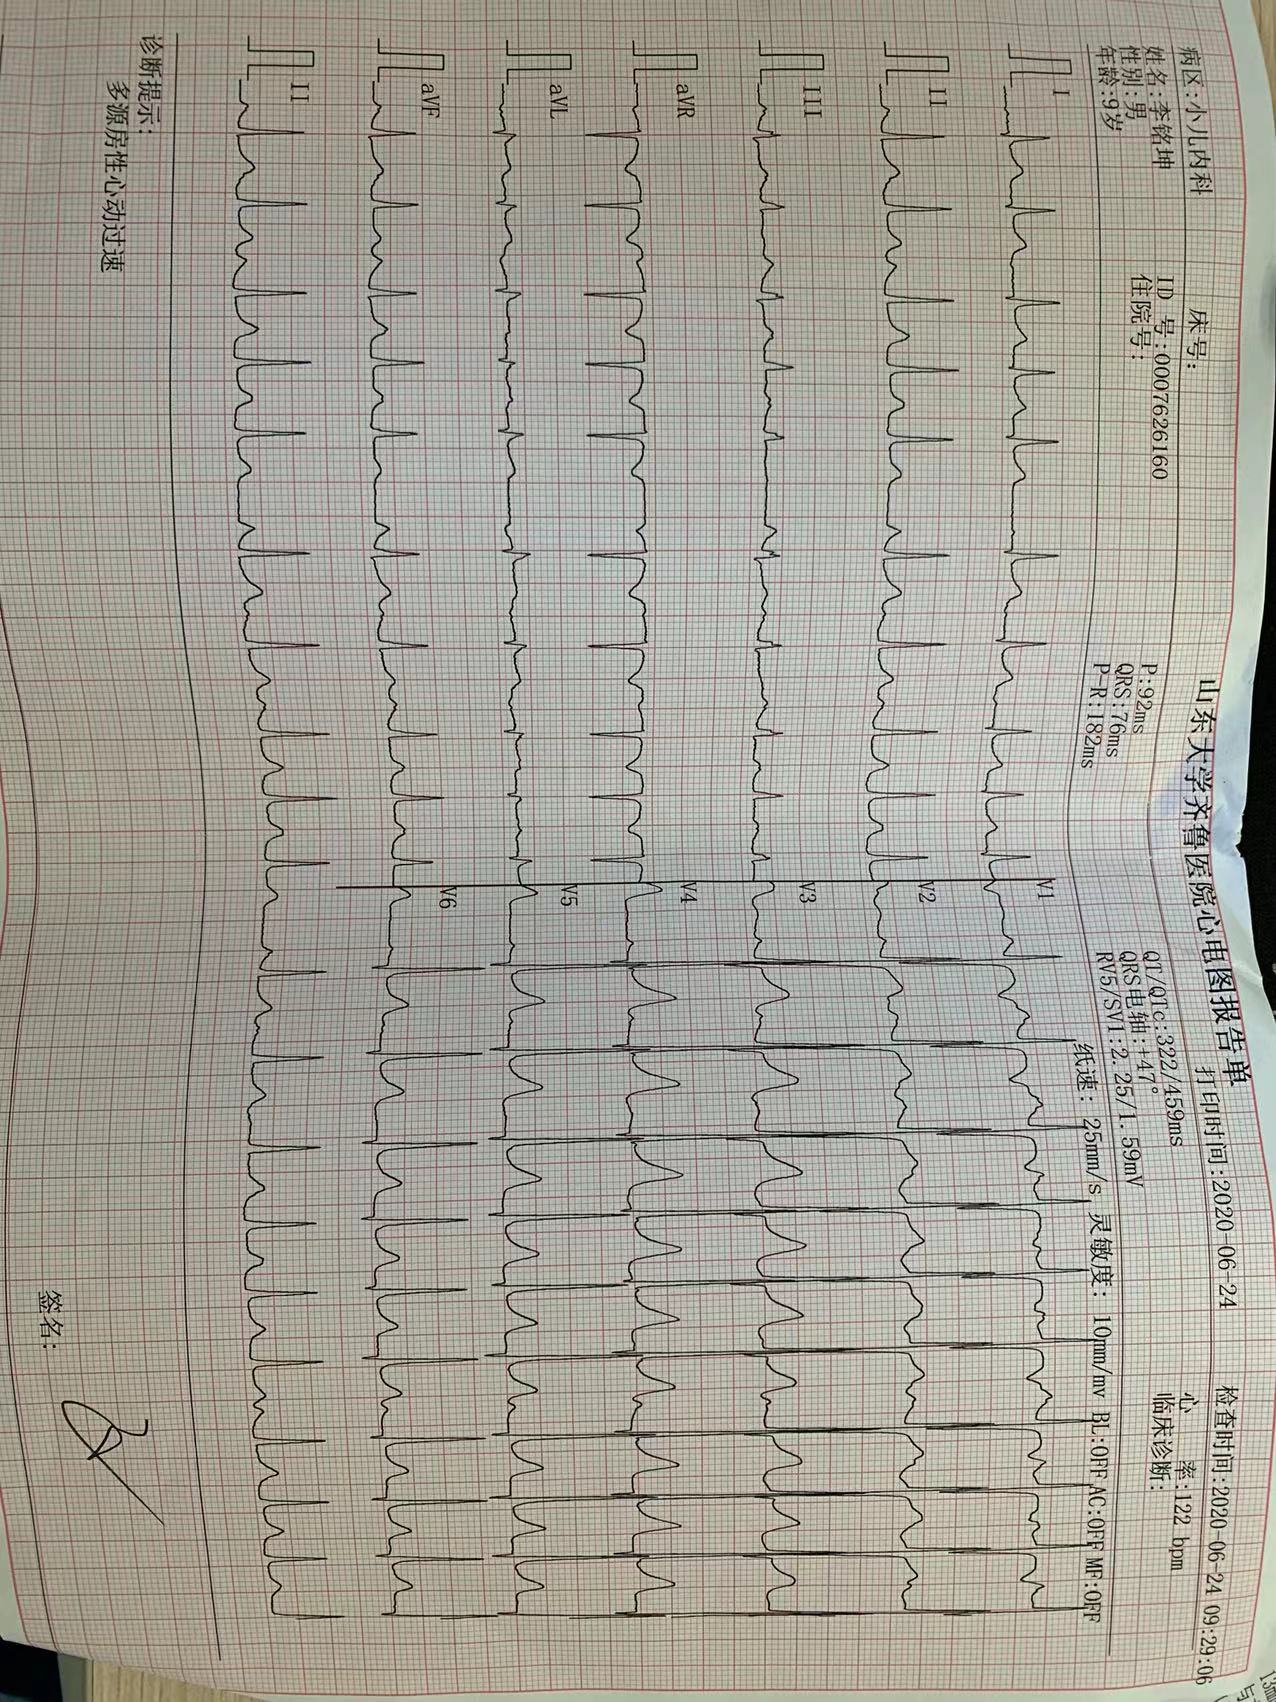 山东大学齐鲁医院心电图报告单
打印时间:2020-06-24
检查时间:2020-06-24 09:29:06
病区:小儿内科
床号:
姓名:李铭坤
ID 号:0007626160
P:92ms
QT/QTc:322/459ms
心 率:122 bpm
性别:男
住院号:
QRS:76ms
QRS电轴:+47°
临床诊断:
年龄:9岁
P-R:182ms
RV5/SV1:2.25/1.59mV
纸速: 25mm/s 灵敏度: 10mm/mv BL:OFF AC:OFF MF:OFF
I
V1
II
V2
III
V3
aVR
V4
aVL
V5
aVF
V6
II
诊断提示:
多源房性心动过速
签名: